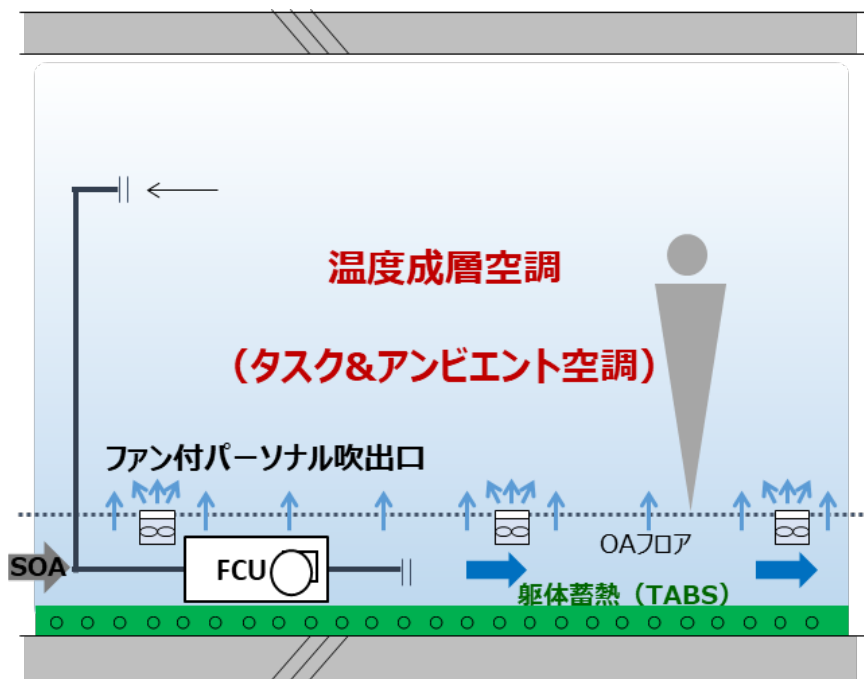 温度成層空調
(タスク&アンビエント空調)
ファン付パーソナル吹出口
OAフロア
SOA
FCU
躯体蓄熱(TABS)